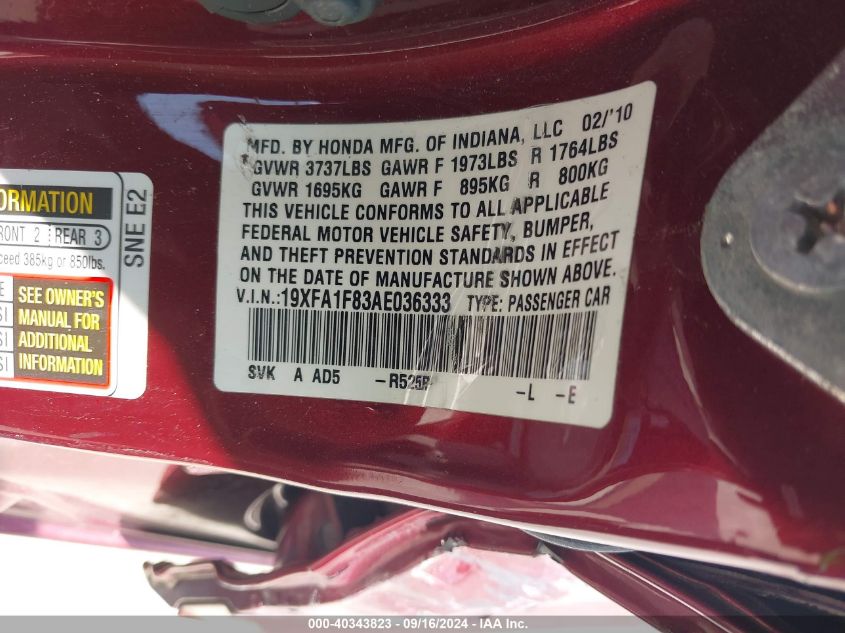 MFD. BY HONDA MFG. OF INDIANA, LLC 02/'10
GVWR 3737LBS GAWR F 1973LBS R 1764LBS
GVWR 1695KG GAWR F 895KG R 800KG
THIS VEHICLE CONFORMS TO ALL APPLICABLE
FEDERAL MOTOR VEHICLE SAFETY, BUMPER,
AND THEFT PREVENTION STANDARDS IN EFFECT
ON THE DATE OF MANUFACTURE SHOWN ABOVE.
V.I.N.: 19XFA1F83AE036333 TYPE: PASSENGER CAR
SVK A AD5 -R525P -L -E
ORMATION
RONT 2 REAR 3
ceed 385kg or 850lbs.
SNE E2
SEE OWNER'S
MANUAL FOR
ADDITIONAL
INFORMATION
000-40343823 - 09/16/2024 - IAA Inc.